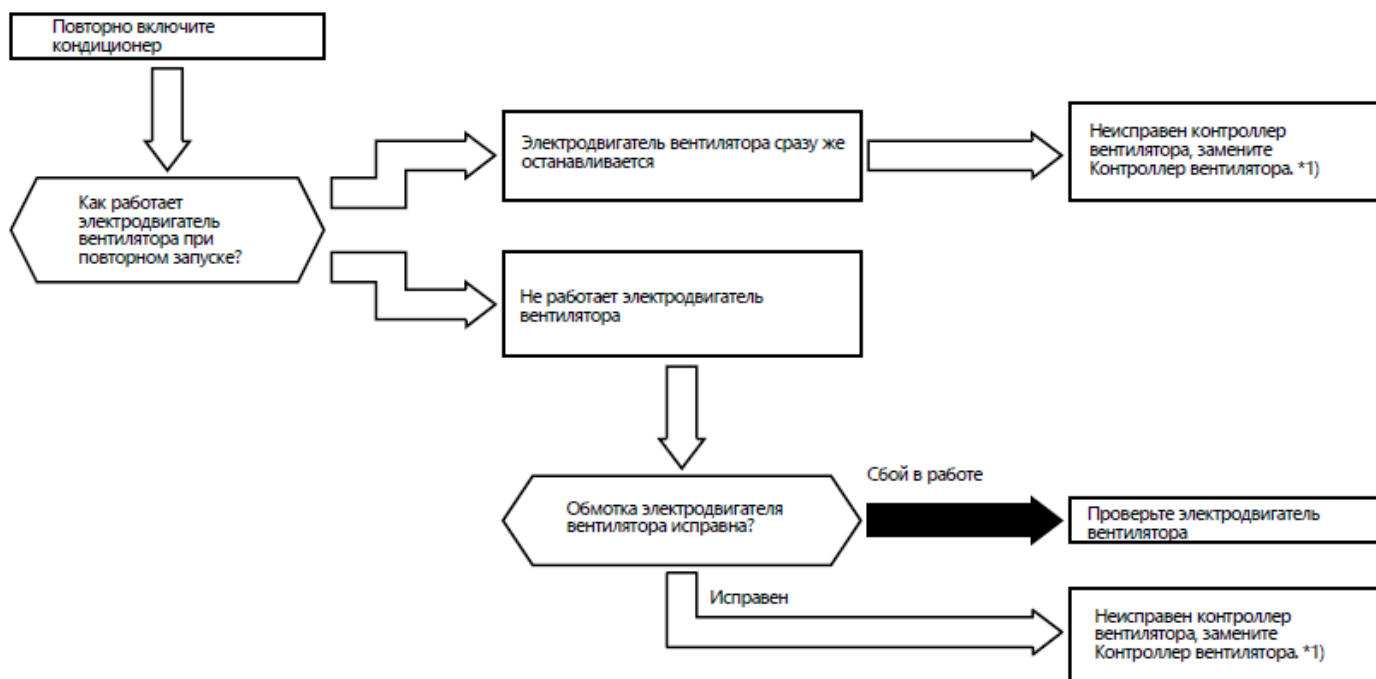 Повторно включите
кондиционер
Электродвигатель вентилятора сразу же
останавливается
Неисправен контроллер
вентилятора, замените
Контроллер вентилятора. *1)
Как работает
электродвигатель
вентилятора при
повторном запуске?
Не работает электродвигатель
вентилятора
Сбой в работе
Обмотка электродвигателя
вентилятора исправна?
Проверьте электродвигатель
вентилятора
Исправен
Неисправен контроллер
вентилятора, замените
Контроллер вентилятора. *1)